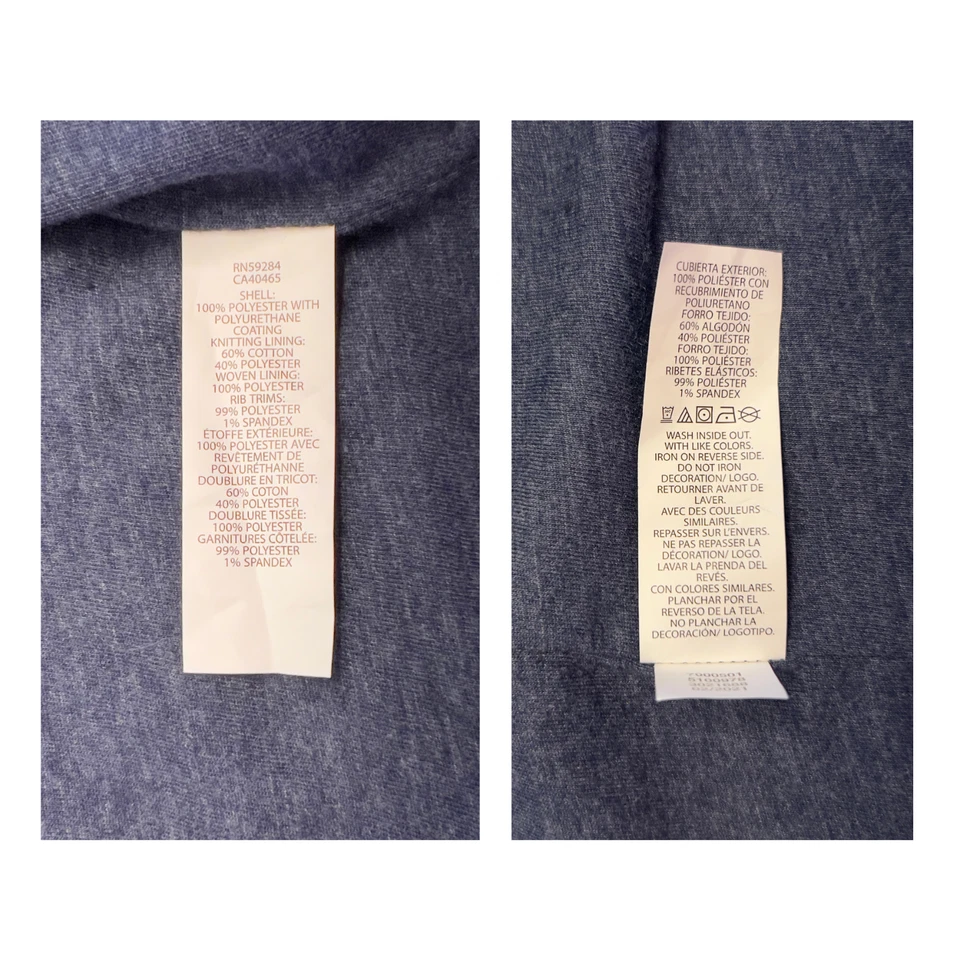 RN59284
CA40465
SHELL:
100% POLYESTER WITH
POLYURETHANE
COATING
KNITTING LINING:
60% COTTON
40% POLYESTER
WOVEN LINING:
100% POLYESTER
RIB TRIMS:
99% POLYESTER
1% SPANDEX
ÉTOFFE EXTÉRIEURE:
100% POLYESTER AVEC
REVÊTEMENT DE
POLYURÉTHANNE
DOUBLURE EN TRICOT:
60% COTON
40% POLYESTER
DOUBLURE TISSÉE:
100% POLYESTER
GARNITURES CÔTELÉE:
99% POLYESTER
1% SPANDEX
CUBIERTA EXTERIOR:
100% POLIÉSTER CON
RECUBRIMIENTO DE
POLIURETANO
FORRO TEJIDO:
60% ALGODÓN
40% POLIÉSTER
FORRO TEJIDO:
100% POLIÉSTER
RIBETES ELÁSTICOS:
99% POLIÉSTER
1% SPANDEX
WASH INSIDE OUT.
WITH LIKE COLORS.
IRON ON REVERSE SIDE.
DO NOT IRON
DECORATION/ LOGO.
RETOURNER AVANT DE
LAVER.
AVEC DES COULEURS
SIMILAIRES.
REPASSER SUR L'ENVERS.
NE PAS REPASSER LA
DÉCORATION/ LOGO.
LAVAR LA PRENDA DEL
REVÉS.
CON COLORES SIMILARES.
PLANCHAR POR EL
REVERSO DE LA TELA.
NO PLANCHAR LA
DECORACIÓN/ LOGOTIPO.
7900501
5100978
02/2021